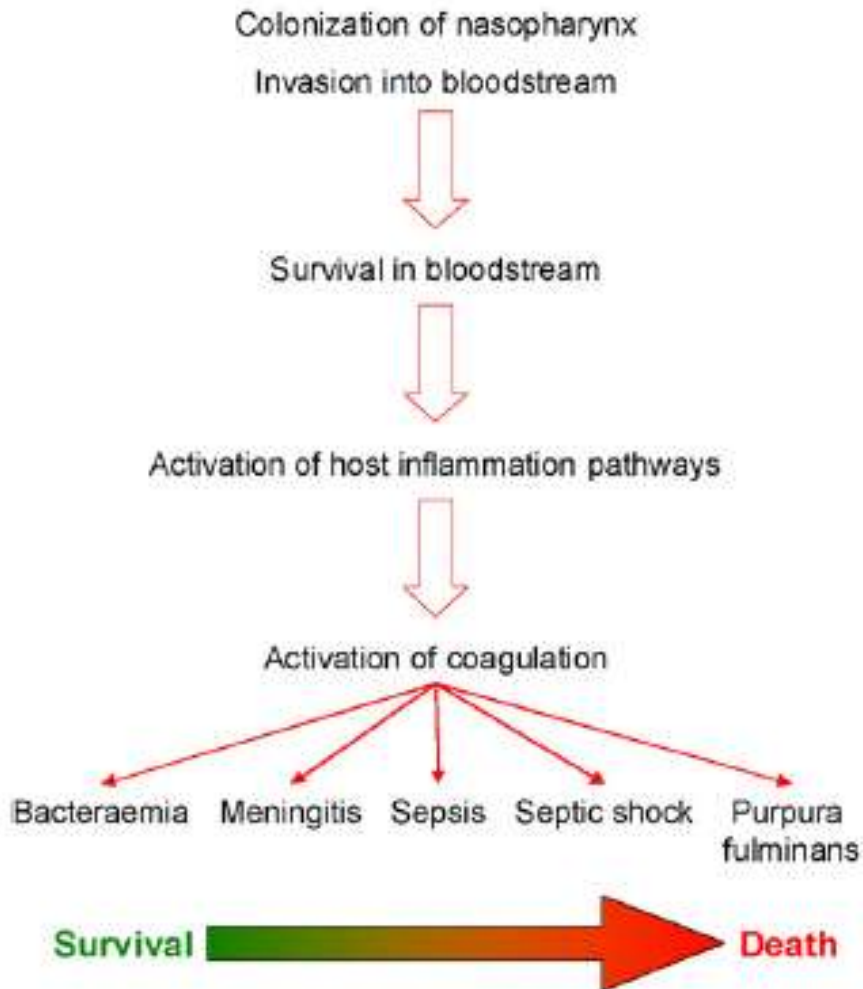 Colonization of nasopharynx
Invasion into bloodstream
Survival in bloodstream
Activation of host inflammation pathways
Activation of coagulation
Bacteraemia Meningitis Sepsis Septic shock Purpura
fulminans
Survival Death